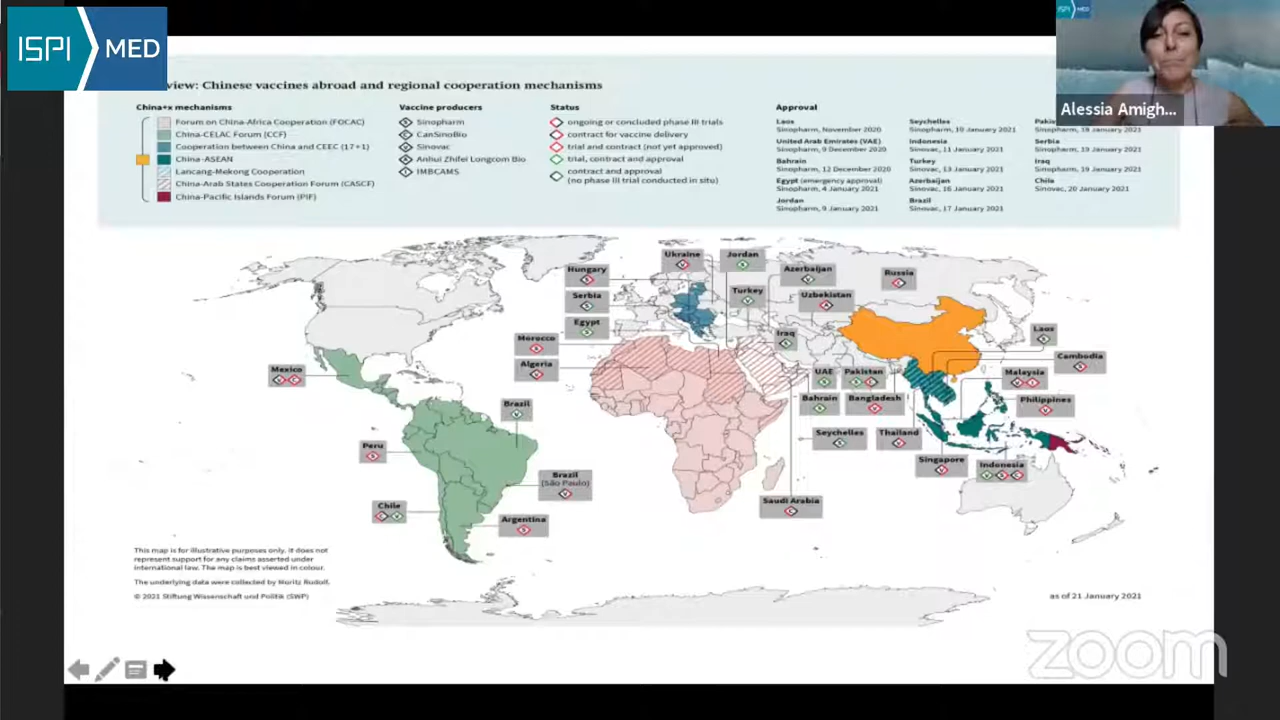 ISPI MED
ISPI MED
Alessia Amigh...
view: Chinese vaccines abroad and regional cooperation mechanisms
China+x mechanisms
Forum on China-Africa Cooperation (FOCAC)
China-CELAC Forum (CCF)
Cooperation between China and CEEC (17+1)
China-ASEAN
Lancang-Mekong Cooperation
China-Arab States Cooperation Forum (CASCF)
China-Pacific Islands Forum (PIF)
Vaccine producers
S Sinopharm
C CanSinoBio
V Sinovac
A Anhui Zhifei Longcom Bio
I IMBCAMS
Status
ongoing or concluded phase III trials
contract for vaccine delivery
trial and contract (not yet approved)
trial, contract and approval
contract and approval
(no phase III trial conducted in situ)
Approval
Laos
Sinopharm, November 2020
United Arab Emirates (UAE)
Sinopharm, 9 December 2020
Bahrain
Sinopharm, 12 December 2020
Egypt (emergency approval)
Sinopharm, 4 January 2021
Jordan
Sinopharm, 9 January 2021
Seychelles
Sinopharm, 10 January 2021
Indonesia
Sinovac, 11 January 2021
Turkey
Sinovac, 13 January 2021
Azerbaijan
Sinovac, 16 January 2021
Brazil
Sinovac, 17 January 2021
Sinopharm, 18 January 2021
Serbia
Sinopharm, 19 January 2021
Iraq
Sinopharm, 19 January 2021
Chile
Sinovac, 20 January 2021
Ukraine
Jordan
Hungary
Azerbaijan
Russia
Serbia
Turkey
Uzbekistan
Egypt
Morocco
Iraq
Laos
Algeria
Cambodia
Mexico
UAE
Pakistan
Malaysia
Brazil
Bahrain
Bangladesh
Philippines
Peru
Seychelles
Thailand
Singapore
Indonesia
Brazil
(São Paulo)
Chile
Argentina
Saudi Arabia
This map is for illustrative purposes only. It does not
represent support for any claims asserted under
international law. The map is best viewed in colour.
The underlying data were collected by Moritz Rudolf.
© 2021 Stiftung Wissenschaft und Politik (SWP)
as of 21 January 2021
zoom